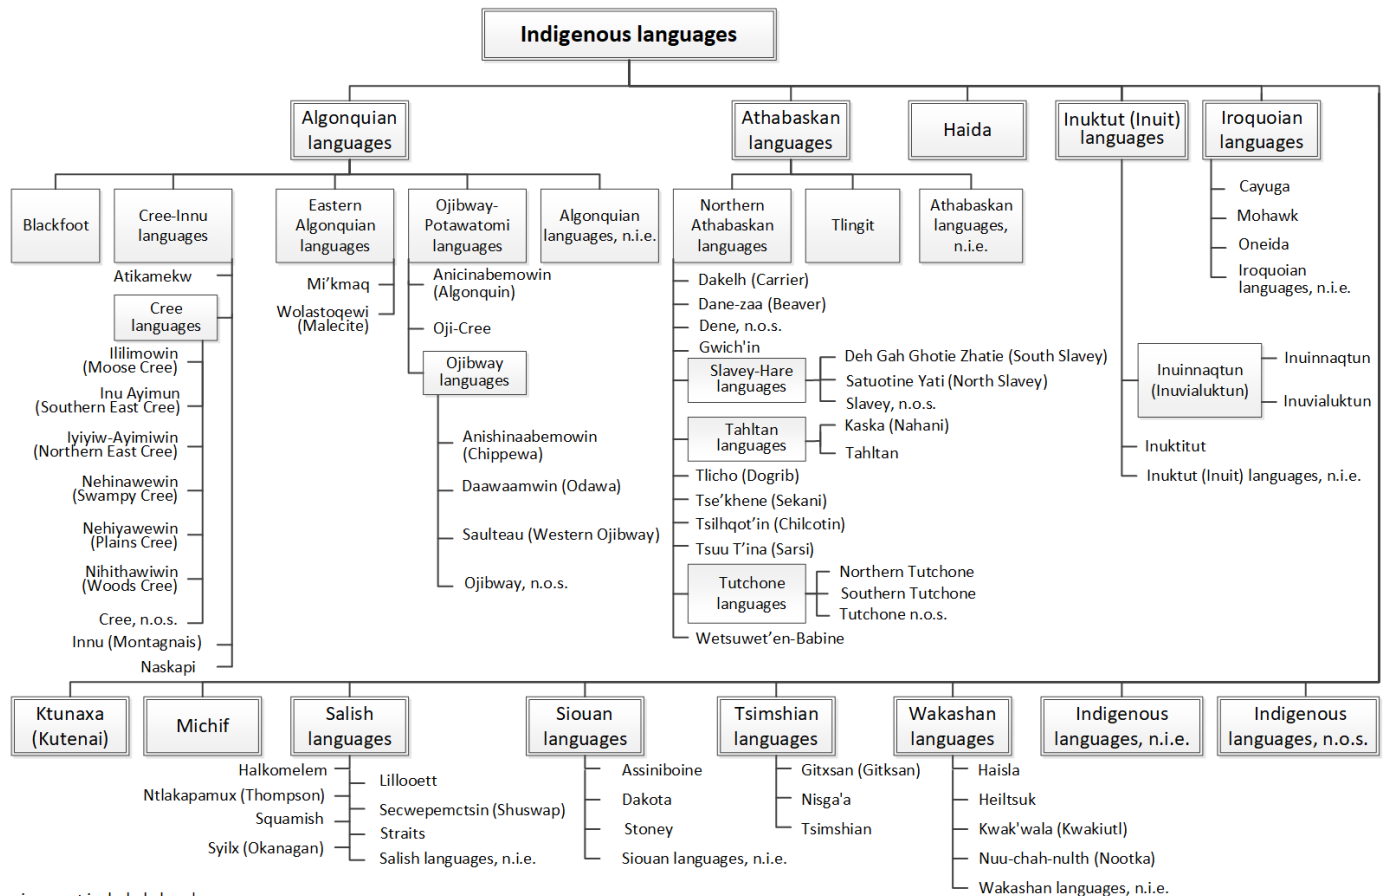 Indigenous languages
Algonquian
languages
Athabaskan
languages
Haida
Inuktut (Inuit)
languages
Iroquoian
languages
Blackfoot
Cree-Innu
languages
Eastern
Algonquian
languages
Ojibway-
Potawatomi
languages
Algonquian
languages, n.i.e.
Northern
Athabaskan
languages
Tlingit
Athabaskan
languages,
n.i.e.
Cayuga
Mohawk
Oneida
Iroquoian
languages, n.i.e.
Atikamekw
Cree
languages
Ililimowin
(Moose Cree)
Inu Ayimun
(Southern East Cree)
Iyiyiw-Ayimiwin
(Northern East Cree)
Nehinawewin
(Swampy Cree)
Nehiyawewin
(Plains Cree)
Nihithawiwin
(Woods Cree)
Cree, n.o.s.
Innu (Montagnais)
Naskapi
Mi’kmaq
Wolastoqewi
(Malecite)
Anicinabemowin
(Algonquin)
Oji-Cree
Ojibway
languages
Anishinaabemowin
(Chippewa)
Daawaamwin (Odawa)
Saulteau (Western Ojibway)
Ojibway, n.o.s.
Dakelh (Carrier)
Dane-zaa (Beaver)
Dene, n.o.s.
Gwich'in
Slavey-Hare
languages
Deh Gah Ghotie Zhatie (South Slavey)
Satuotine Yati (North Slavey)
Slavey, n.o.s.
Tahltan
languages
Kaska (Nahani)
Tahltan
Tlicho (Dogrib)
Tse’khene (Sekani)
Tsilhqot’in (Chilcotin)
Tsuu T’ina (Sarsi)
Tutchone
languages
Northern Tutchone
Southern Tutchone
Tutchone n.o.s.
Wetsuwet’en-Babine
Inuinnaqtun
(Inuvialuktun)
Inuinnaqtun
Inuvialuktun
Inuktitut
Inuktut (Inuit) languages, n.i.e.
Ktunaxa
(Kutenai)
Michif
Salish
languages
Siouan
languages
Tsimshian
languages
Wakashan
languages
Indigenous
languages, n.i.e.
Indigenous
languages, n.o.s.
Halkomelem
Lillooett
Ntlakapamux (Thompson)
Secwepemctsin (Shuswap)
Squamish
Straits
Syilx (Okanagan)
Salish languages, n.i.e.
Assiniboine
Dakota
Stoney
Siouan languages, n.i.e.
Gitxsan (Gitksan)
Nisga'a
Tsimshian
Haisla
Heiltsuk
Kwak'wala (Kwakiutl)
Nuu-chah-nulth (Nootka)
Wakashan languages, n.i.e.